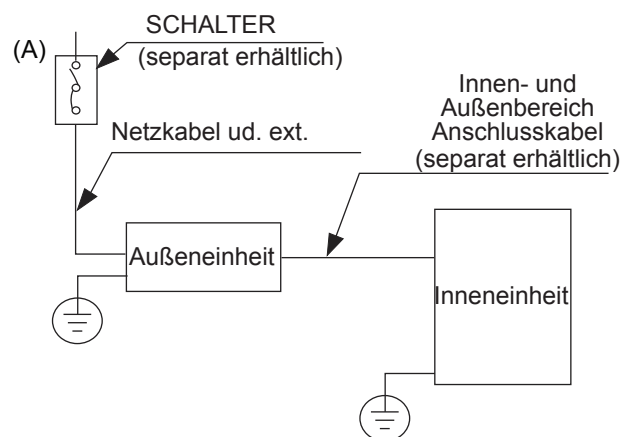 (A)
SCHALTER
(separat erhältlich)
Netzkabel ud. ext.
Innen- und
Außenbereich
Anschlusskabel
(separat erhältlich)
Außeneinheit
Inneneinheit